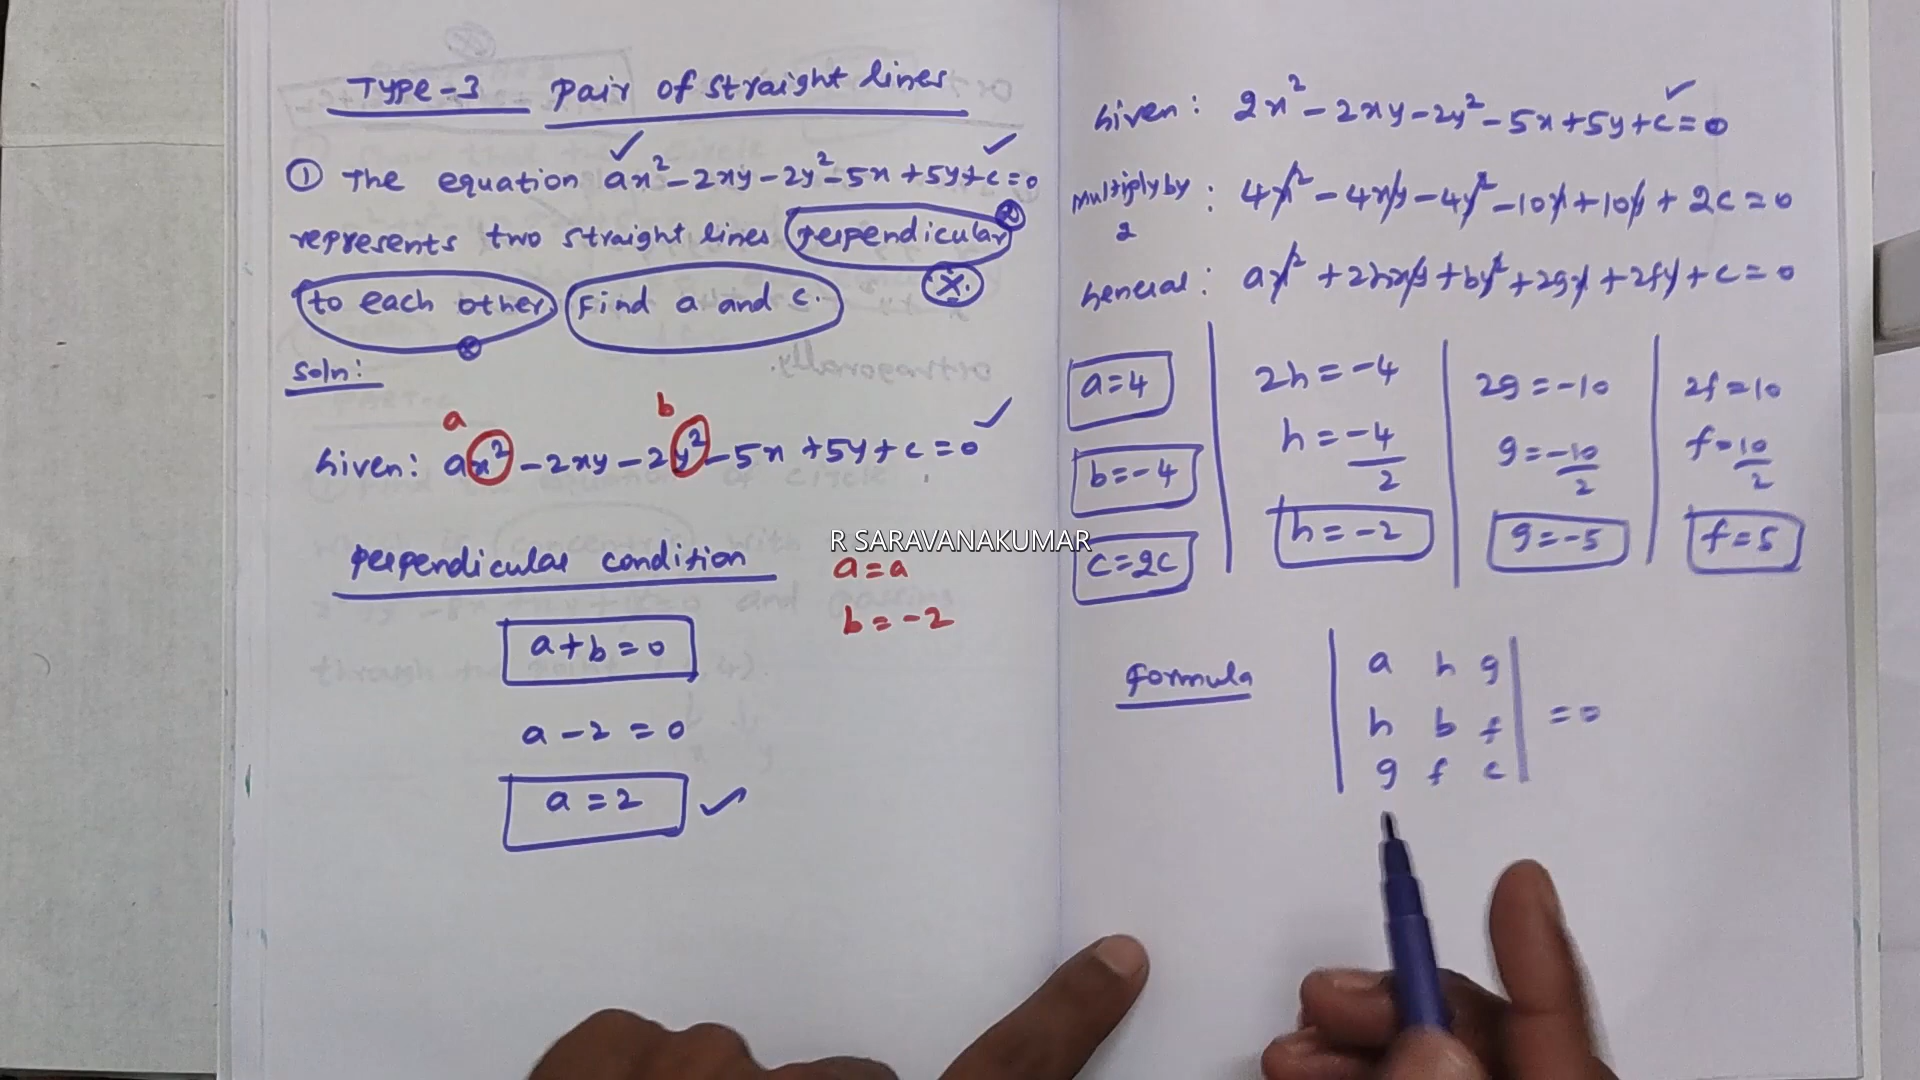 Type-3 Pair of straight lines
① The equation ax²-2xy-2y²-5x+5y+c=0
represents two straight lines perpendicular
to each other. Find a and c.
Soln:
a b
Given: ax²-2xy-2y²-5x+5y+c=0
perpendicular condition
a+b=0
a-2=0
a=2 ✓
a=a
b=-2
R SARAVANAKUMAR
Given: 2x²-2xy-2y²-5x+5y+c=0
multiply by 2 : 4x²-4xy-4y²-10x+10y+2c=0
General: ax²+2hxy+by²+2gx+2fy+c=0
a=4
b=-4
c=2c
2h=-4
h=-4/2
h=-2
2g=-10
g=-10/2
g=-5
2f=10
f=10/2
f=5
Formula
| a h g |
| h b f | =0
| g f c |